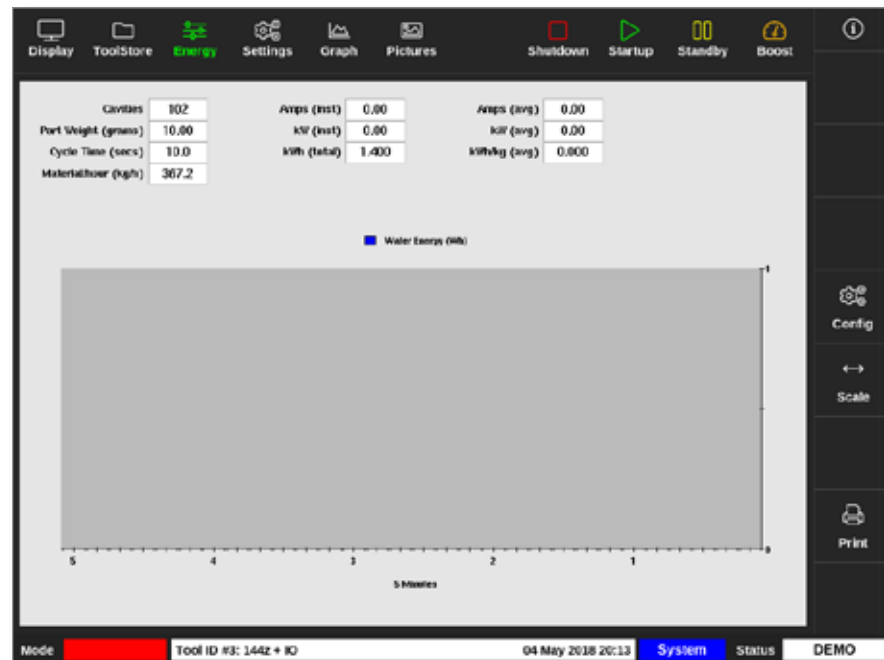 Display ToolStore Energy Settings Graph Pictures Shutdown Startup Standby Boost
Cavities 102 Amps (inst) 0.00 Amps (avg) 0.00
Part Weight (grams) 10.00 kW (inst) 0.00 kW (avg) 0.00
Cycle Time (secs) 10.0 kWh (total) 1.400 kWh/kg (avg) 0.000
Material/hour (kg/h) 367.2
Water Energy (Wh)
1
Config
Scale
Print
0
5 4 3 2 1
5 Minutes
Mode Tool ID #3: 144z + IO 04 May 2018 20:13 System Status DEMO